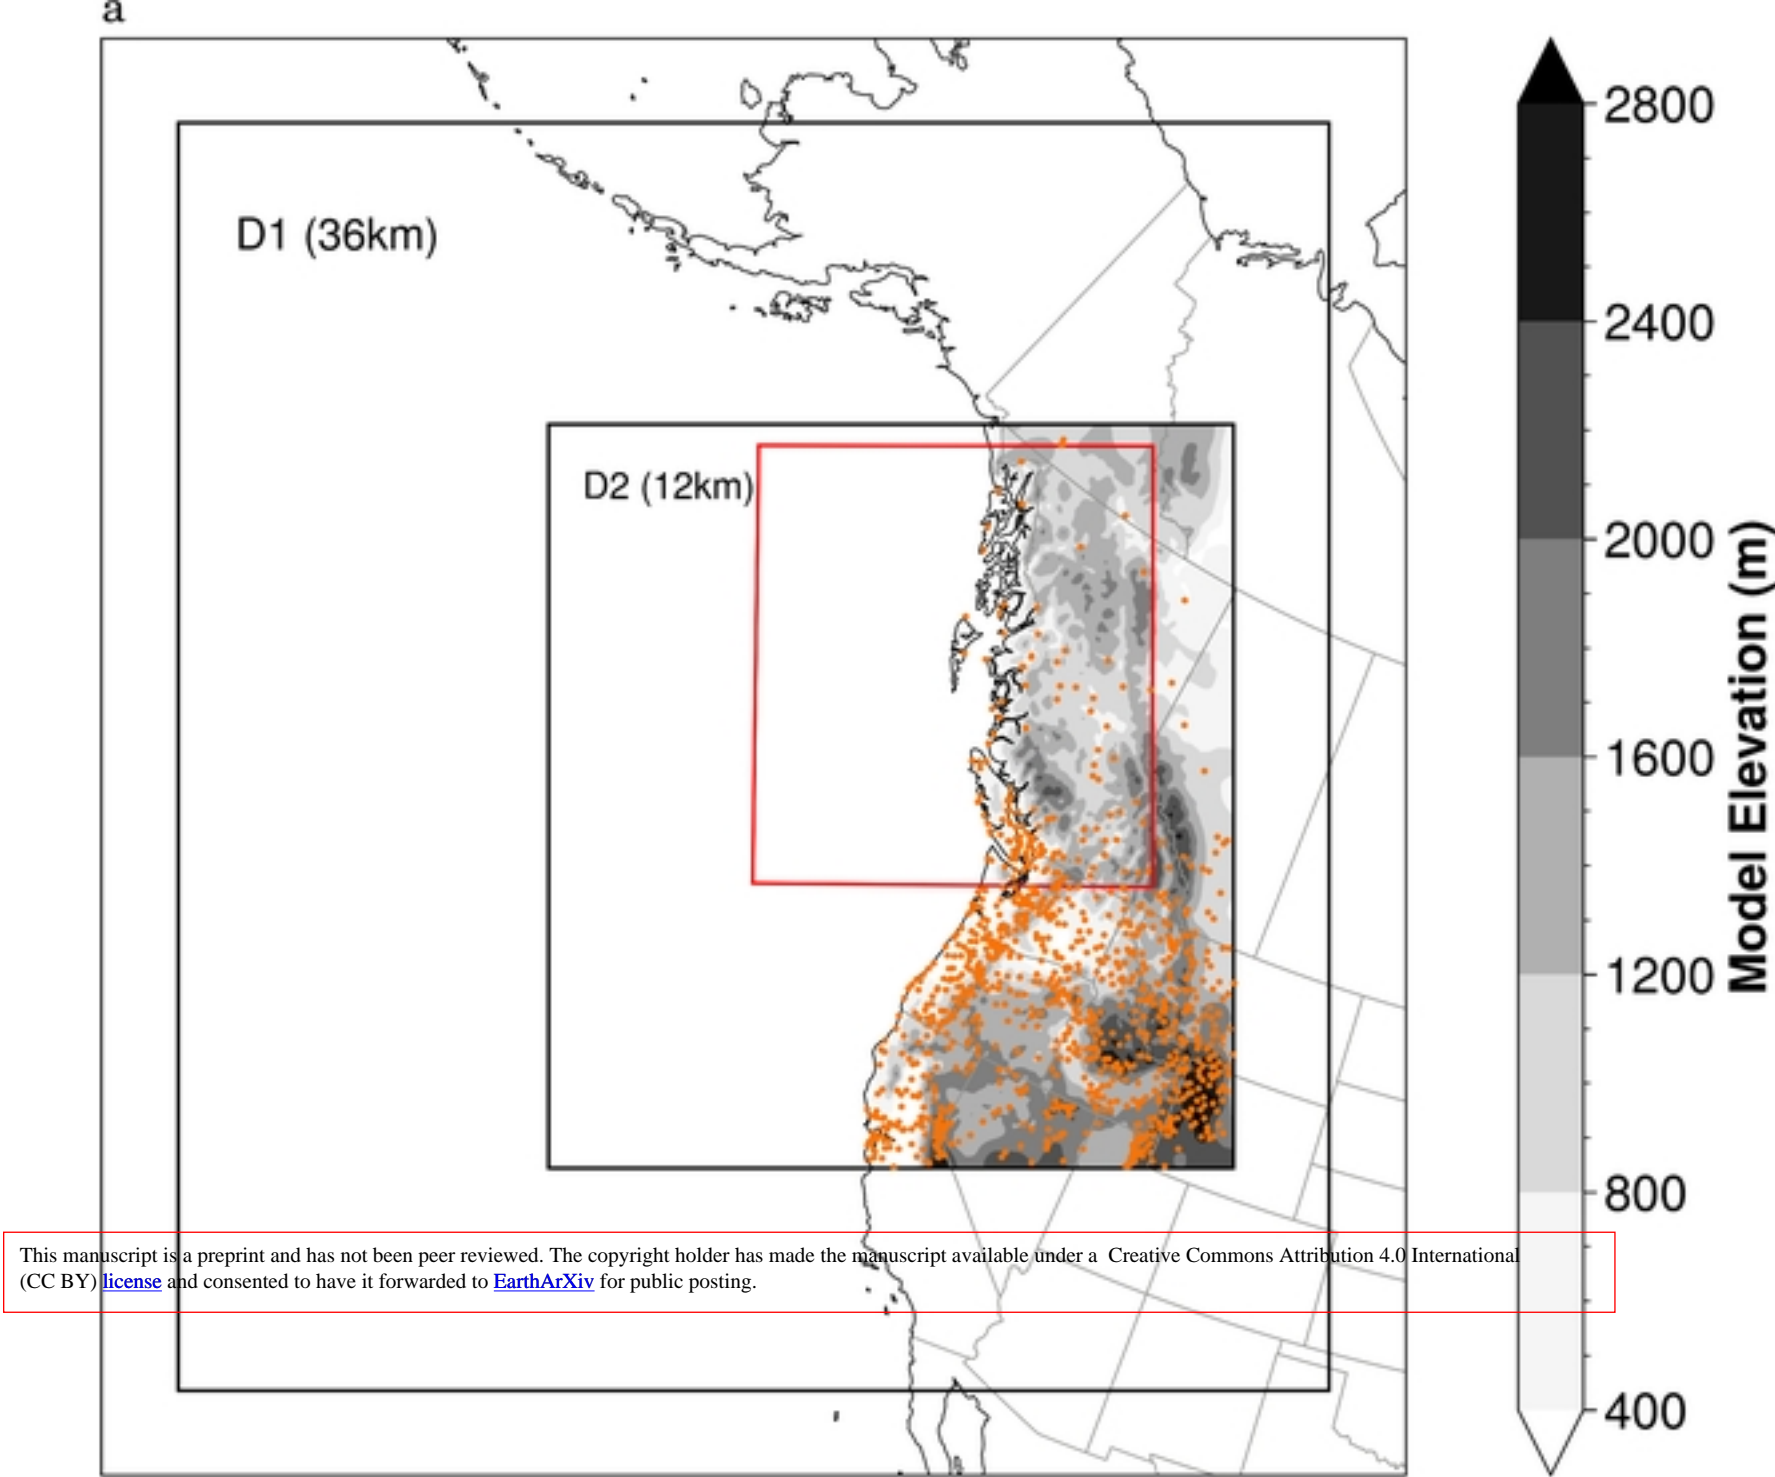 a
D1 (36km)
D2 (12km)
2800
2400
2000
1600
1200
800
400
Model Elevation (m)
This manuscript is a preprint and has not been peer reviewed. The copyright holder has made the manuscript available under a Creative Commons Attribution 4.0 International
(CC BY) license and consented to have it forwarded to EarthArXiv for public posting.